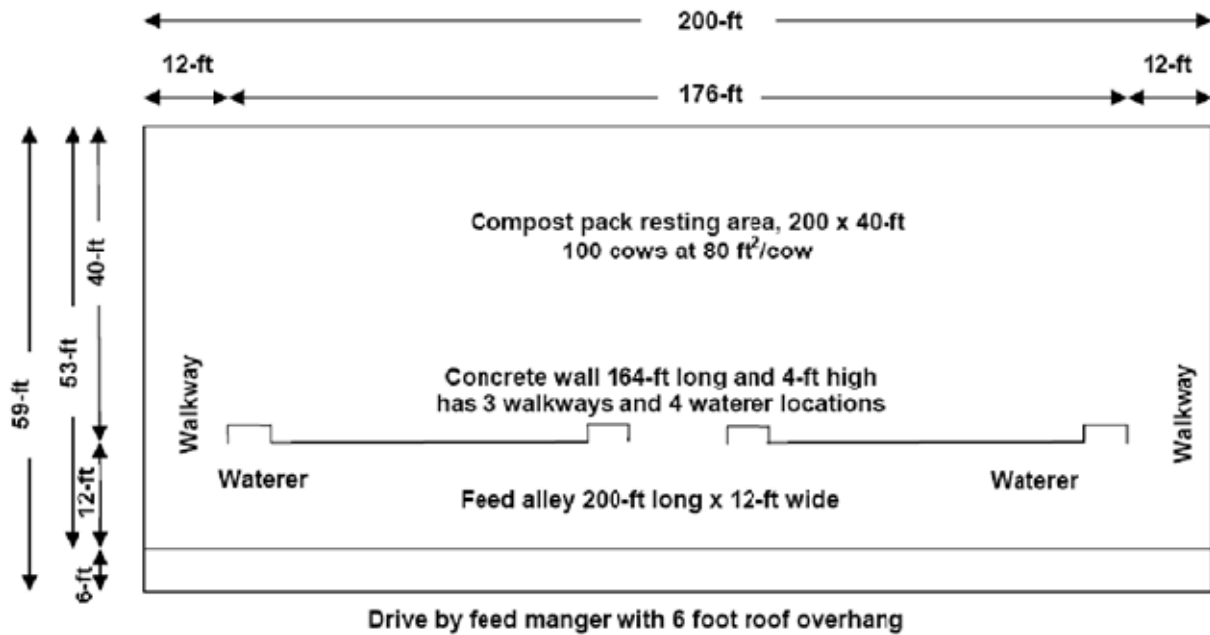 200-ft
12-ft
176-ft
12-ft
59-ft
53-ft
40-ft
12-ft
6-ft
Compost pack resting area, 200 x 40-ft
100 cows at 80 ft²/cow
Walkway
Concrete wall 164-ft long and 4-ft high
has 3 walkways and 4 waterer locations
Walkway
Waterer
Waterer
Feed alley 200-ft long x 12-ft wide
Drive by feed manger with 6 foot roof overhang